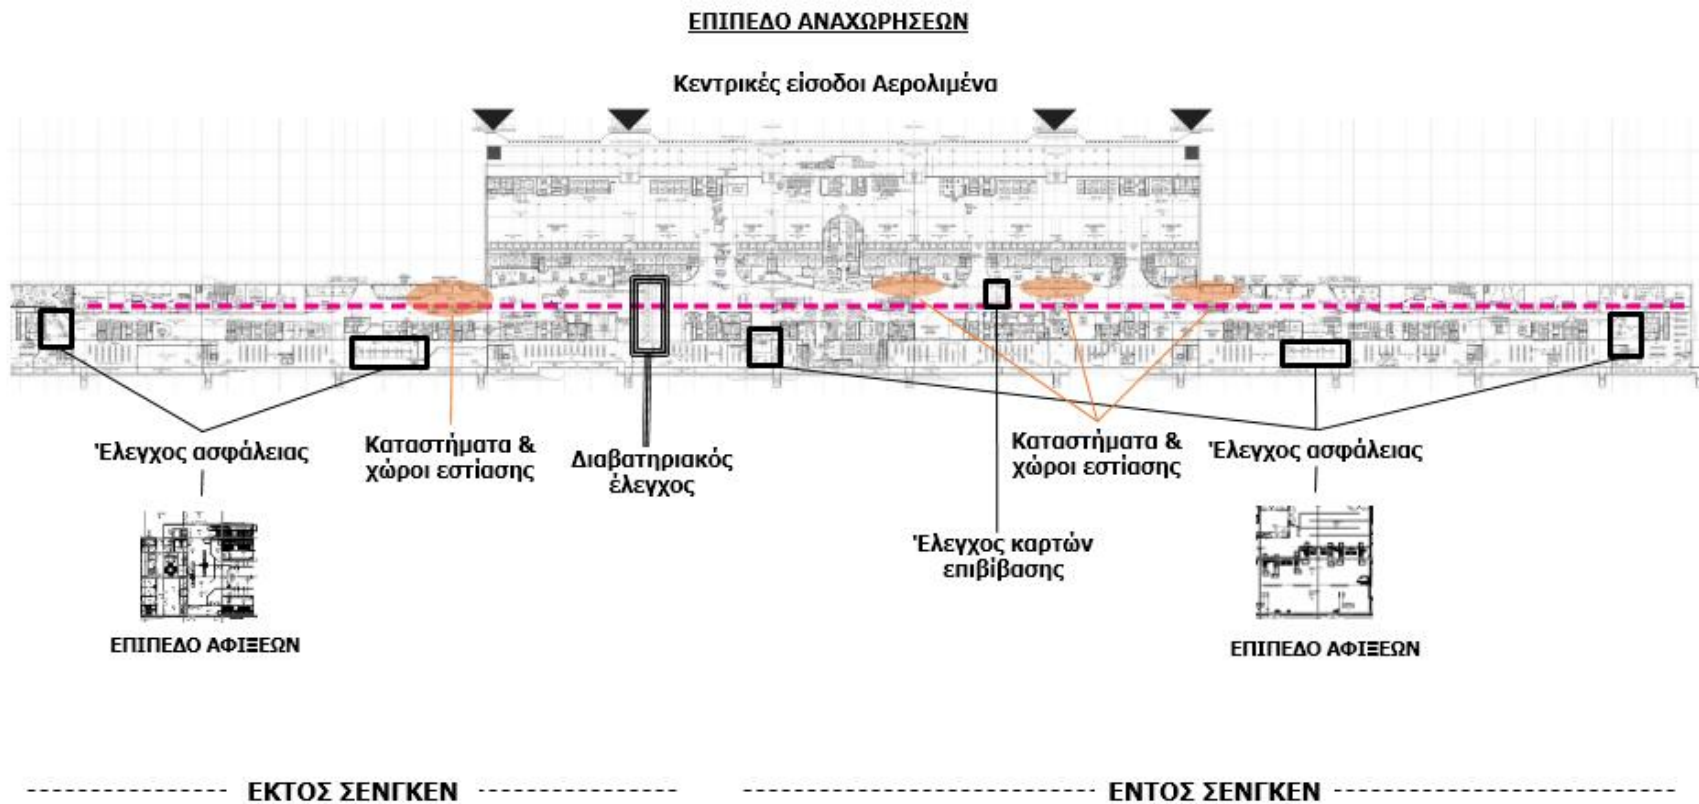 ΕΠΙΠΕΔΟ ΑΝΑΧΩΡΗΣΕΩΝ
Κεντρικές είσοδοι Αερολιμένα
Έλεγχος ασφάλειας
Καταστήματα &
χώροι εστίασης
Διαβατηριακός
έλεγχος
Καταστήματα &
χώροι εστίασης
Έλεγχος ασφάλειας
Έλεγχος καρτών
επιβίβασης
ΕΠΙΠΕΔΟ ΑΦΙΞΕΩΝ
ΕΠΙΠΕΔΟ ΑΦΙΞΕΩΝ
ΕΚΤΟΣ ΣΕΝΓΚΕΝ
ΕΝΤΟΣ ΣΕΝΓΚΕΝ